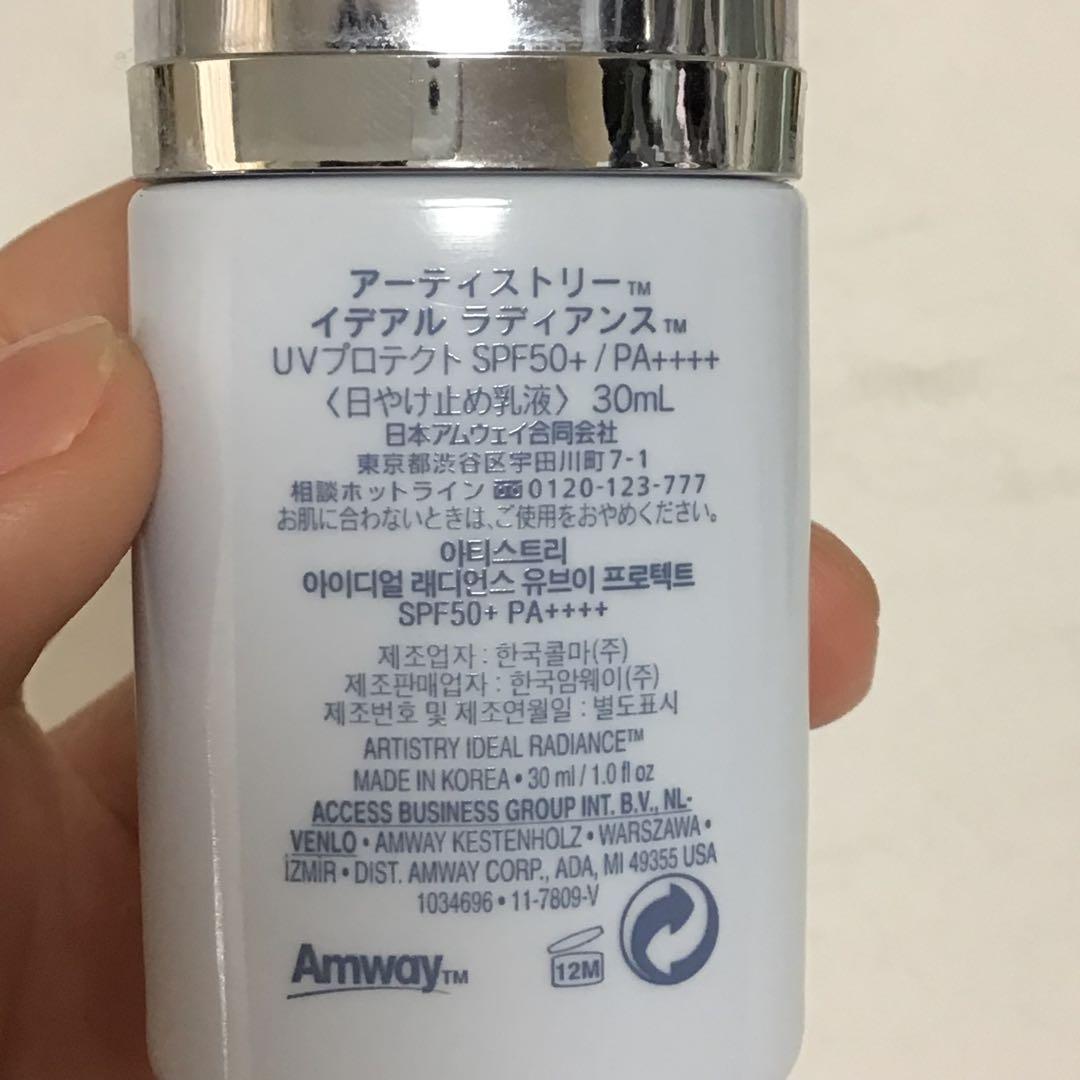 アーティストリー™
イデアル ラディアンス™
UVプロテクト SPF50+ / PA++++
〈日やけ止め乳液〉 30mL
日本アムウェイ合同会社
東京都渋谷区宇田川町7-1
相談ホットライン 0120-123-777
お肌に合わないときは、ご使用をおやめください。
아티스트리
아이디얼 래디언스 유브이 프로텍트
SPF50+ PA++++
제조업자 : 한국콜마(주)
제조판매업자 : 한국암웨이(주)
제조번호 및 제조연월일 : 별도표시
ARTISTRY IDEAL RADIANCE™
MADE IN KOREA • 30 ml / 1.0 fl oz
ACCESS BUSINESS GROUP INT. B.V., NL-
VENLO • AMWAY KESTENHOLZ • WARSZAWA •
İZMİR • DIST. AMWAY CORP., ADA, MI 49355 USA
1034696 • 11-7809-V
Amway™
12M